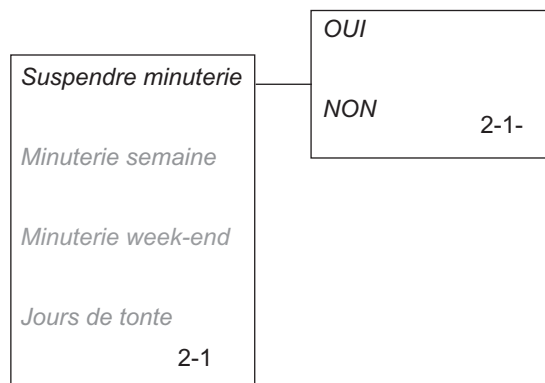 Suspendre minuterie
Minuterie semaine
Minuterie week-end
Jours de tonte
2-1
OUI
NON
2-1-